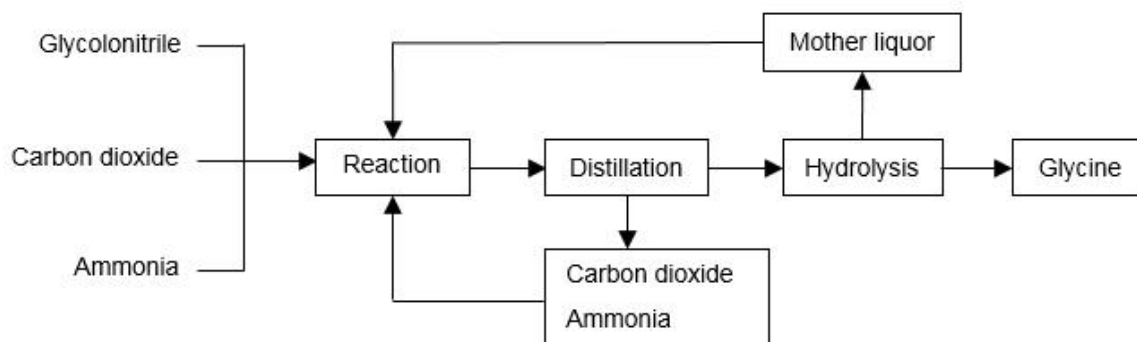 Glycolonitrile
Mother liquor
Carbon dioxide
Reaction
Distillation
Hydrolysis
Glycine
Ammonia
Carbon dioxide
Ammonia